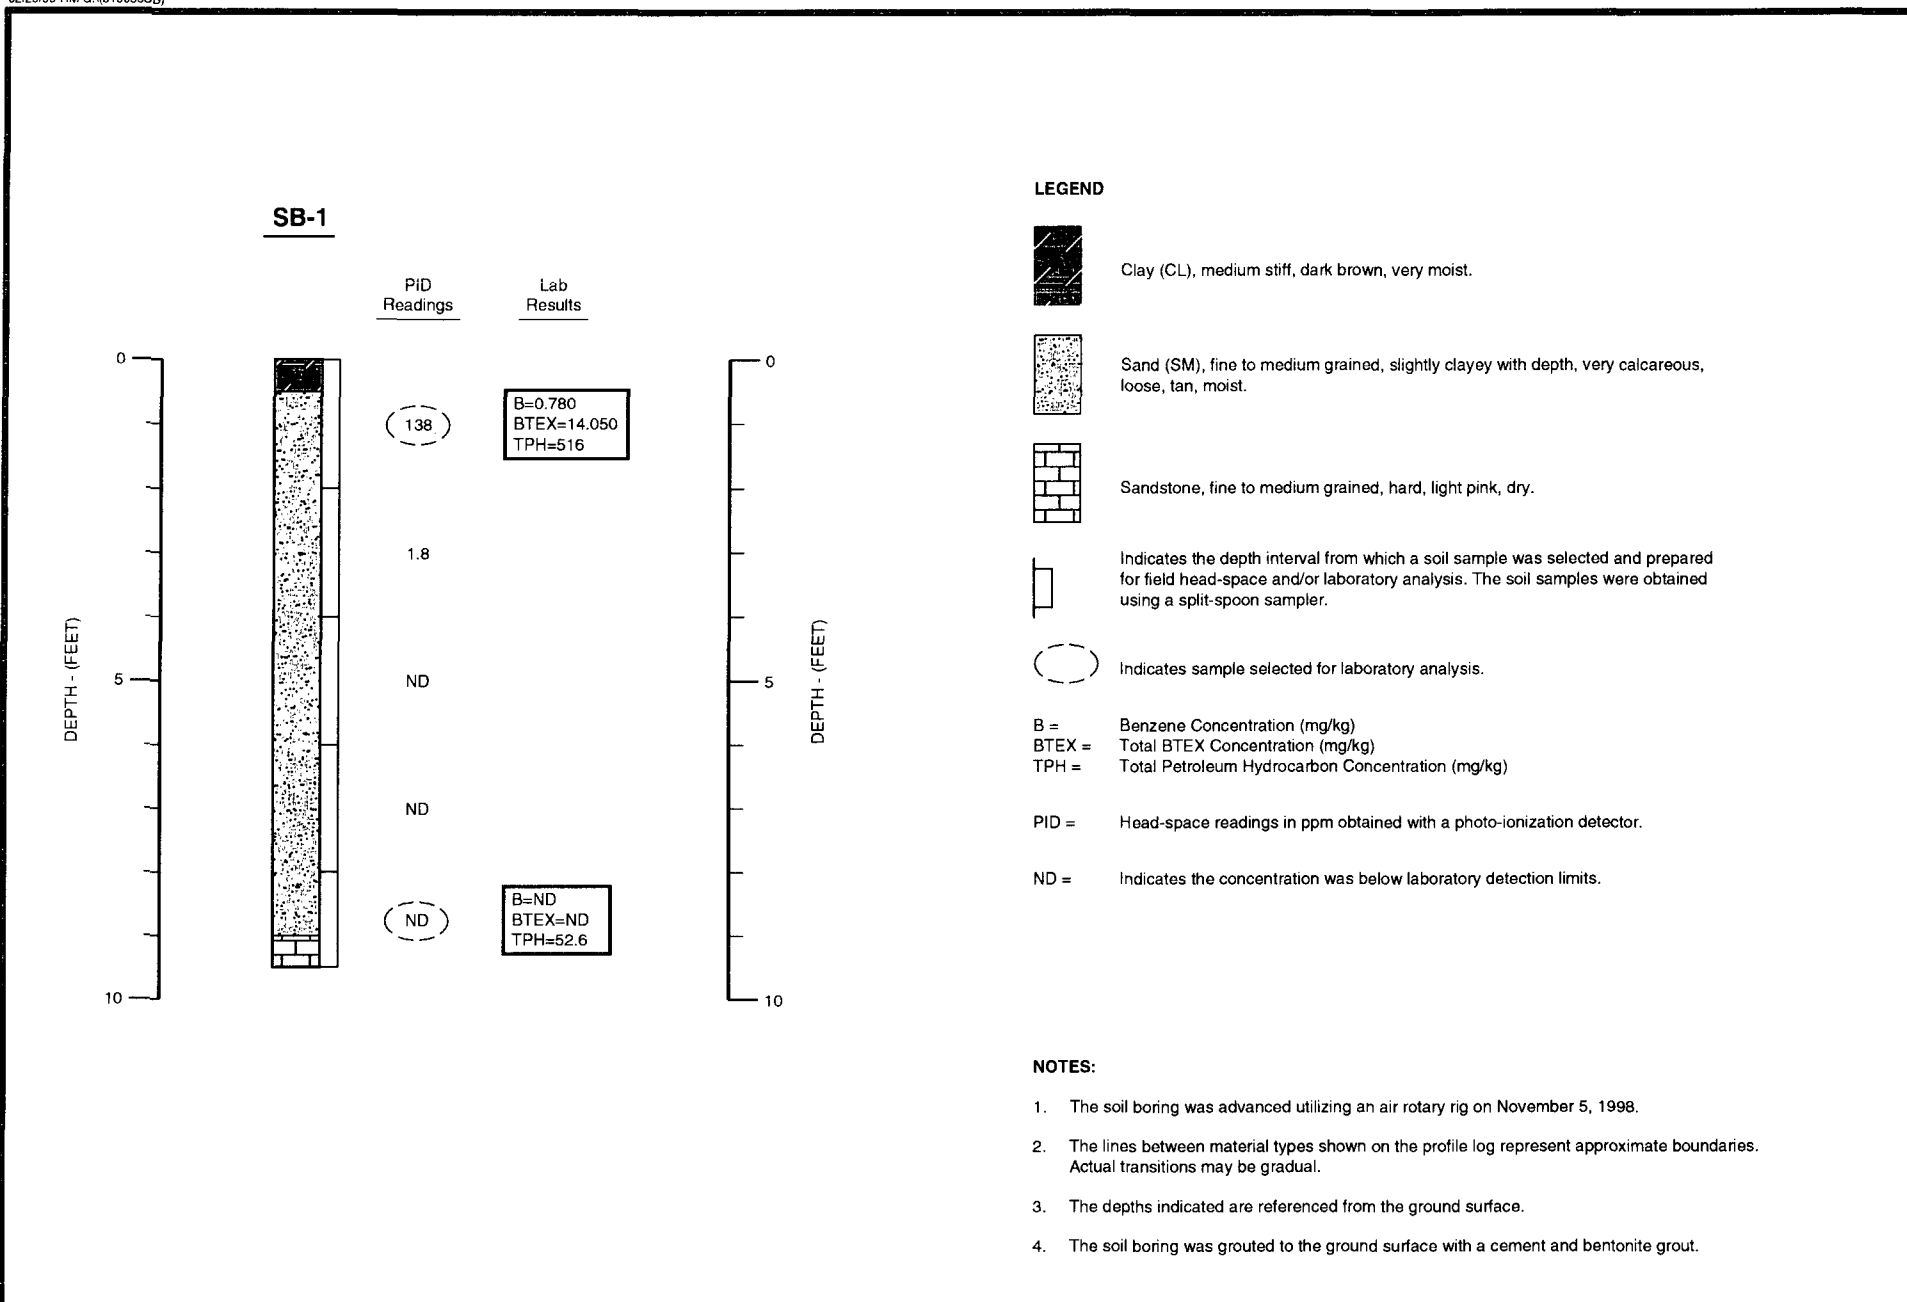 SB-1
PID
Readings
Lab
Results
0
5
10
DEPTH - (FEET)
138
1.8
ND
ND
ND
B=0.780
BTEX=14.050
TPH=516
B=ND
BTEX=ND
TPH=52.6
0
5
10
DEPTH - (FEET)
LEGEND
Clay (CL), medium stiff, dark brown, very moist.
Sand (SM), fine to medium grained, slightly clayey with depth, very calcareous,
loose, tan, moist.
Sandstone, fine to medium grained, hard, light pink, dry.
Indicates the depth interval from which a soil sample was selected and prepared
for field head-space and/or laboratory analysis. The soil samples were obtained
using a split-spoon sampler.
Indicates sample selected for laboratory analysis.
B = Benzene Concentration (mg/kg)
BTEX = Total BTEX Concentration (mg/kg)
TPH = Total Petroleum Hydrocarbon Concentration (mg/kg)
PID = Head-space readings in ppm obtained with a photo-ionization detector.
ND = Indicates the concentration was below laboratory detection limits.
NOTES:
1. The soil boring was advanced utilizing an air rotary rig on November 5, 1998.
2. The lines between material types shown on the profile log represent approximate boundaries.
Actual transitions may be gradual.
3. The depths indicated are referenced from the ground surface.
4. The soil boring was grouted to the ground surface with a cement and bentonite grout.